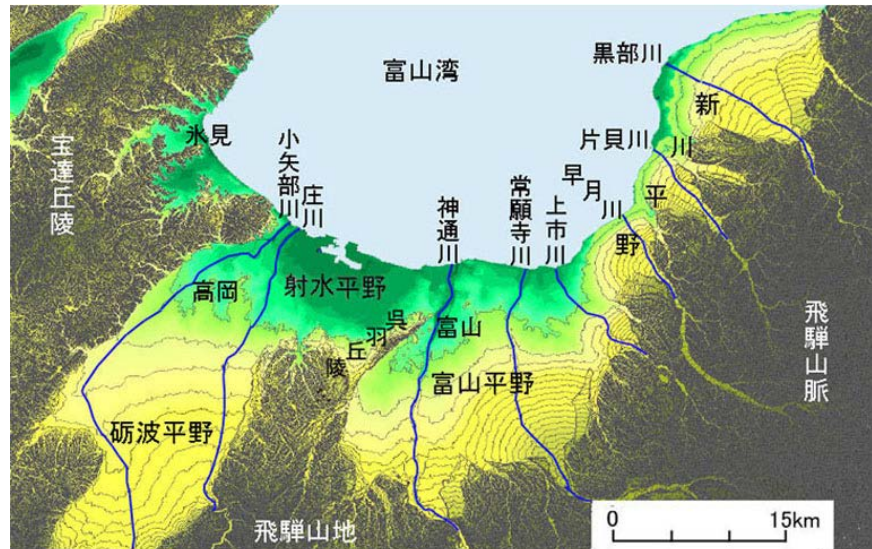 富山湾
黒部川
新川平野
片貝川
早月川
氷見
宝達丘陵
小矢部川
庄川
神通川
常願寺川
上市川
高岡
射水平野
呉羽丘陵
富山
富山平野
飛騨山脈
砺波平野
飛騨山地
0 15km